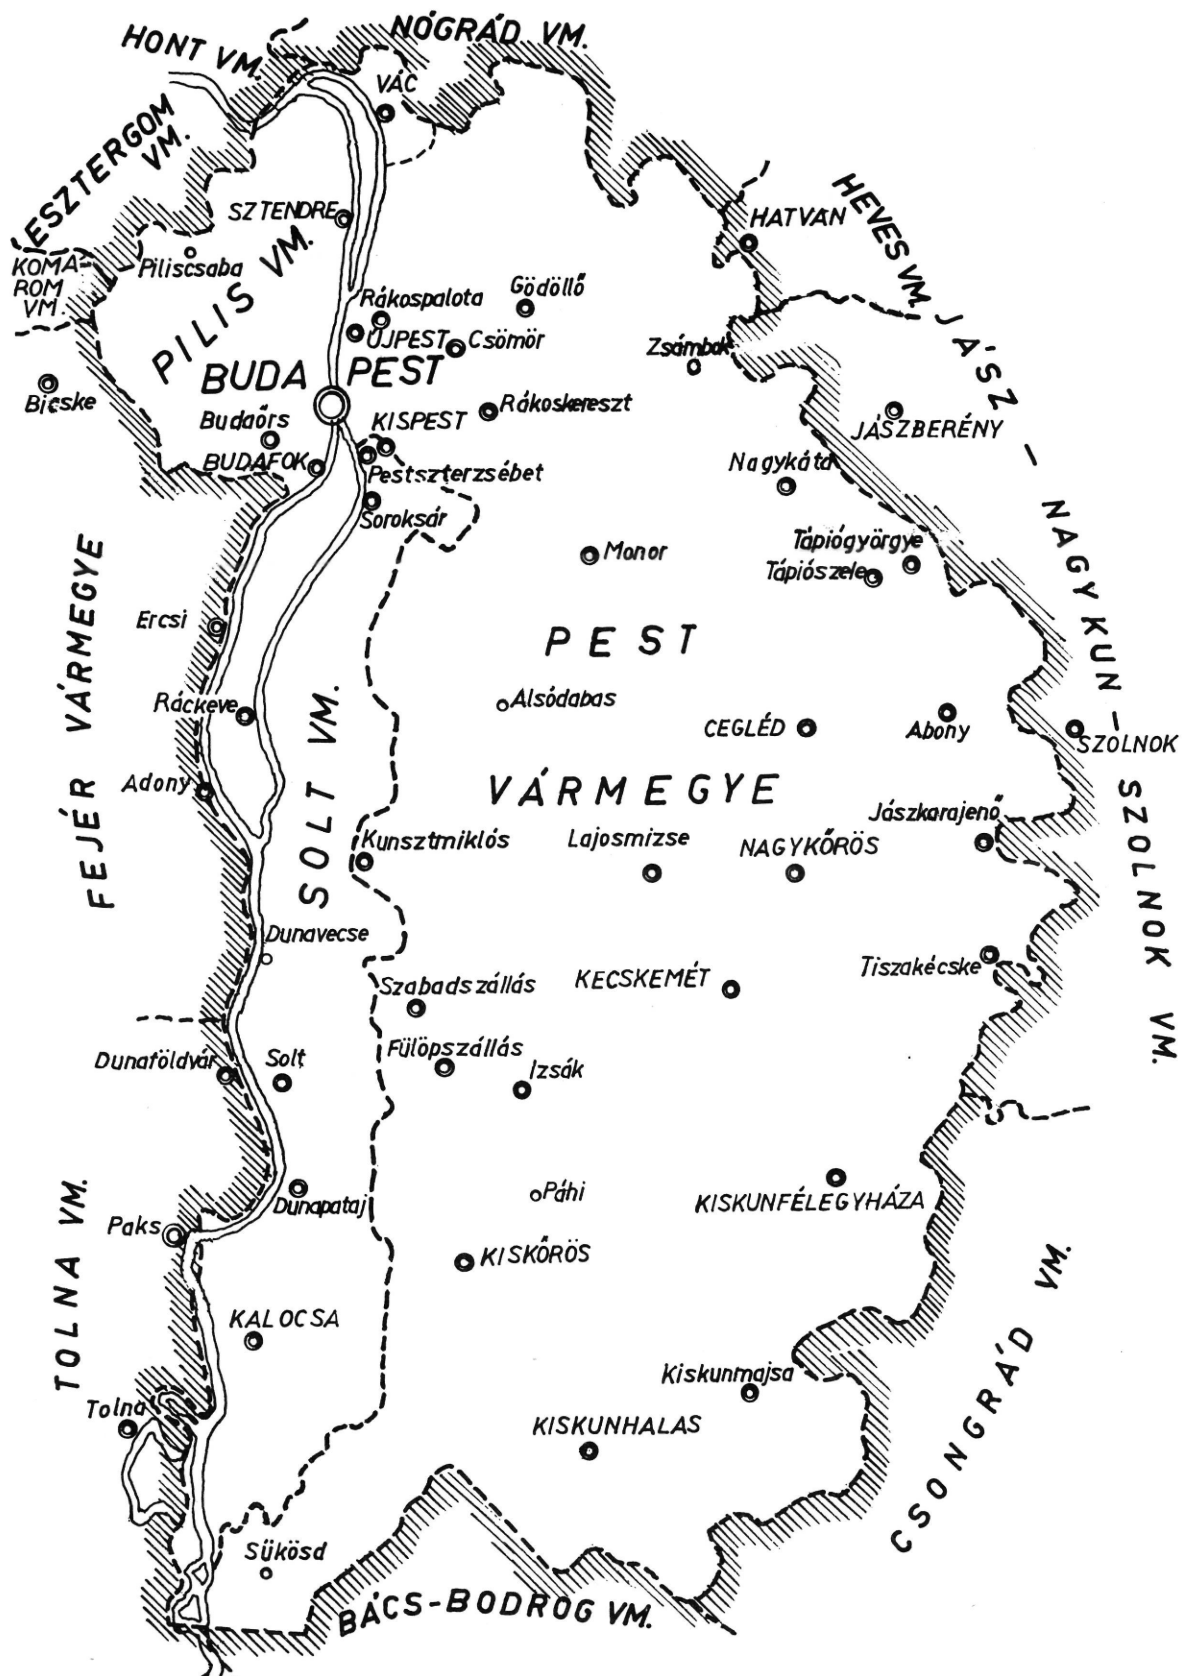 HONT VM.
NÓGRÁD VM.
VÁC
ESZTERGOM
VM.
SZTENDRE
HATVAN
HEVES VM.
KOMA-
ROM
VM.
Piliscsaba
PILIS VM.
Gödöllő
Rákospalota
ÚJPEST
Csömör
Zsámbok
JÁSZ – NAGYKUN – SZOLNOK VM.
BUDA
PEST
Bicske
Rákoskereszt
Budaőrs
KISPEST
JÁSZBERÉNY
BUDAFOK
Pestszterzsébet
Nagykáta
Soroksár
Monor
Tápiógyörgye
Tápiószele
FEJÉR VÁRMEGYE
Ercsi
PEST
Ráckeve
SOLT VM.
Alsódabas
CEGLÉD
Abony
SZOLNOK
Adony
VÁRMEGYE
Kunsztmiklós
Lajosmizse
NAGYKŐRÖS
Jászkarajenő
Dunavecse
Szabadszállás
KECSKEMÉT
Tiszakécske
Dunaföldvár
Solt
Fülöpszállás
Izsák
TOLNA VM.
Paks
Dunapataj
Páhi
KISKUNFÉLEGYHÁZA
KISKŐRÖS
KALOCSA
CSONGRÁD VM.
Tolna
Kiskunmajsa
KISKUNHALAS
Sükösd
BÁCS-BODROG VM.